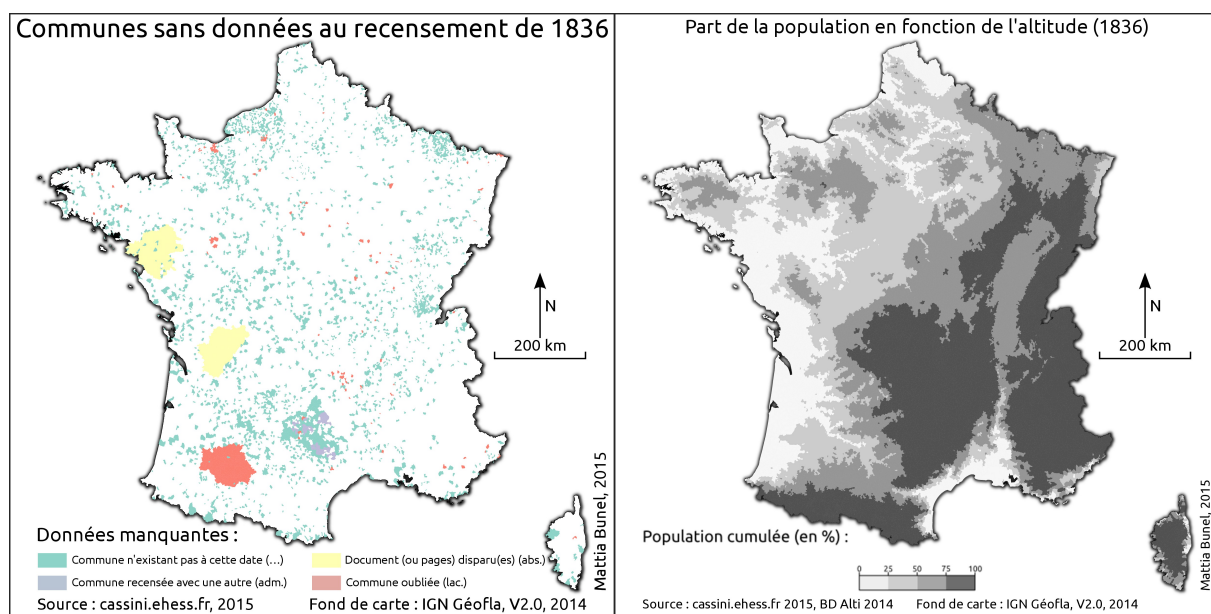 Communes sans données au recensement de 1836
N
200 km
Mattia Bunel, 2015
Données manquantes :
Commune n'existant pas à cette date (...)
Document (ou pages) disparu(es) (abs.)
Commune recensée avec une autre (adm.)
Commune oubliée (lac.)
Source : cassini.ehess.fr, 2015 Fond de carte : IGN Géofla, V2.0, 2014
Part de la population en fonction de l'altitude (1836)
N
200 km
Mattia Bunel, 2015
Population cumulée (en %) :
0 25 50 75 100
Source : cassini.ehess.fr 2015, BD Alti 2014 Fond de carte : IGN Géofla, V2.0, 2014